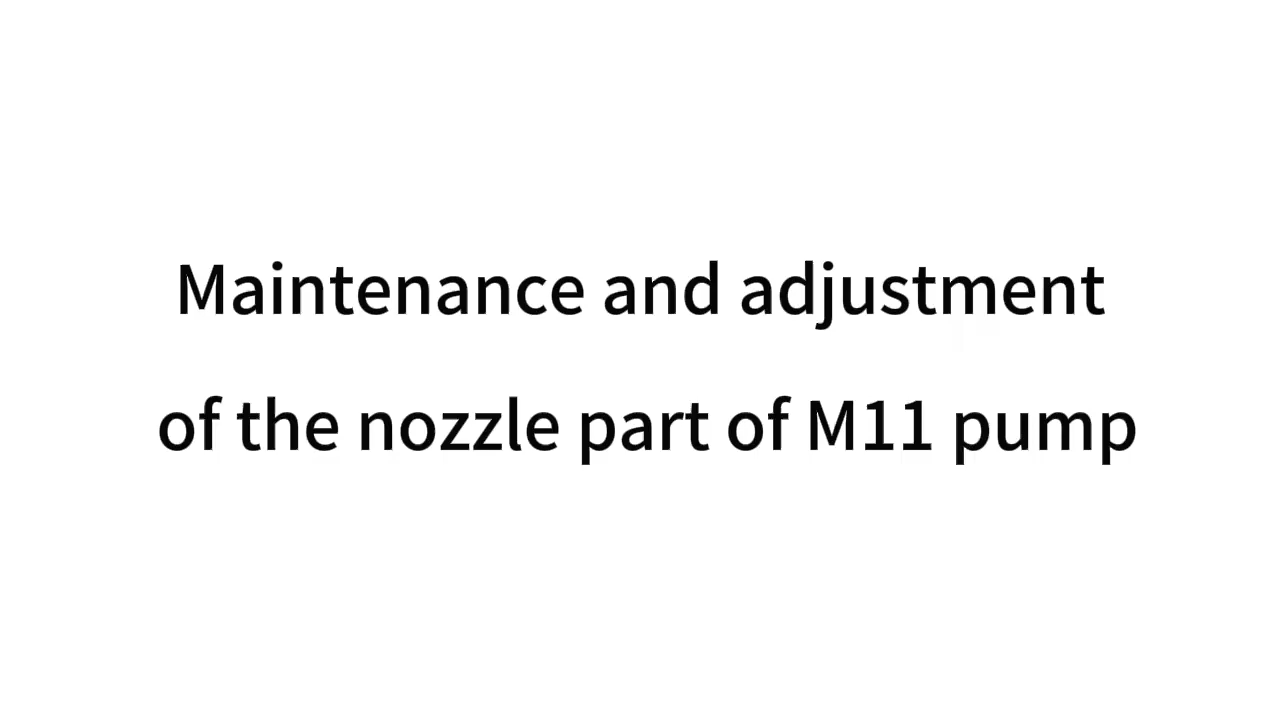 Maintenance and adjustment
of the nozzle part of M11 pump